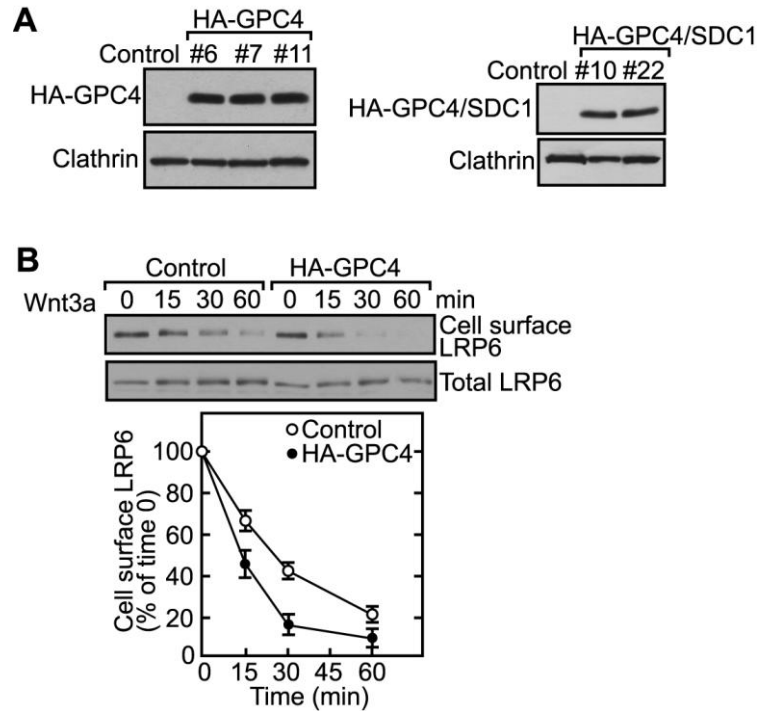 A
HA-GPC4
Control #6 #7 #11
HA-GPC4
Clathrin
HA-GPC4/SDC1
Control #10 #22
HA-GPC4/SDC1
Clathrin
B
Control HA-GPC4
Wnt3a 0 15 30 60 0 15 30 60 min
Cell surface
LRP6
Total LRP6
Cell surface LRP6
(% of time 0)
100
80
60
40
20
0
Control
HA-GPC4
0 15 30 45 60
Time (min)